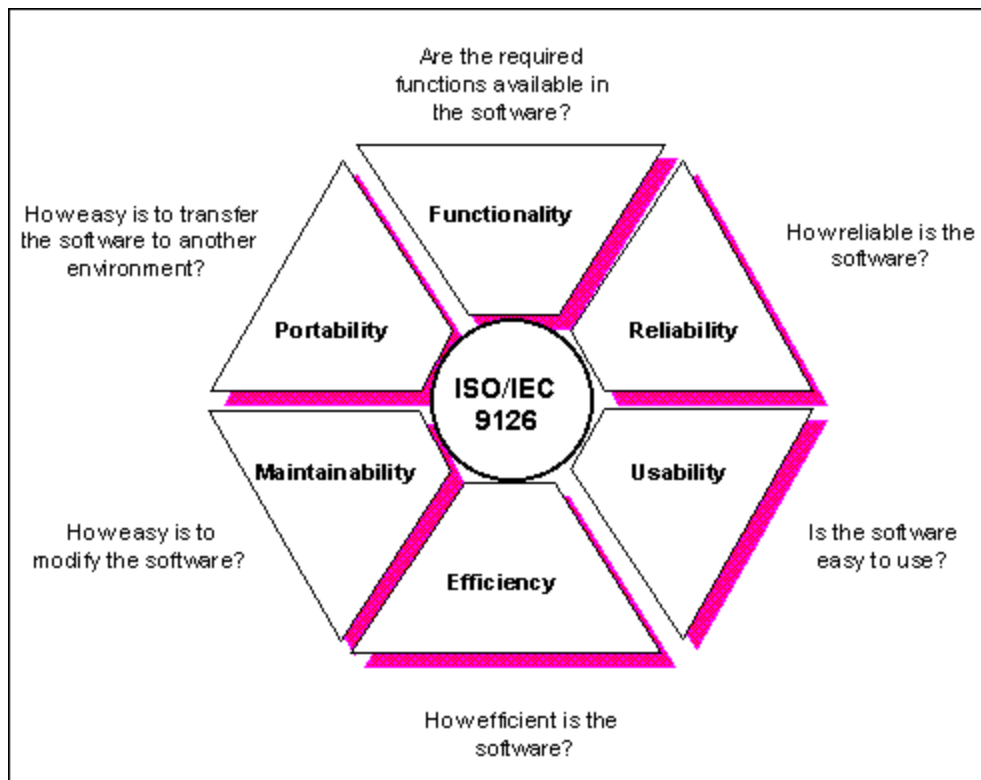 Are the required
functions available in
the software?
Functionality
How easy is to transfer
the software to another
environment?
How reliable is the
software?
Portability
Reliability
ISO/IEC
9126
Maintainability
Usability
How easy is to
modify the software?
Is the software
easy to use?
Efficiency
How efficient is the
software?